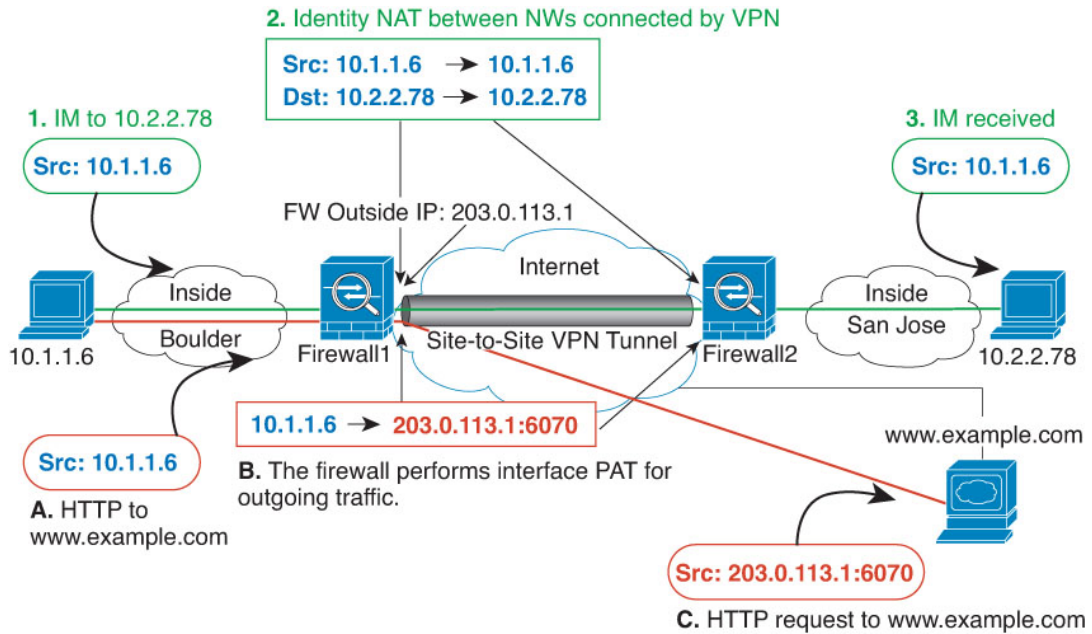 2. Identity NAT between NWs connected by VPN
Src: 10.1.1.6 → 10.1.1.6
Dst: 10.2.2.78 → 10.2.2.78
1. IM to 10.2.2.78
Src: 10.1.1.6
3. IM received
Src: 10.1.1.6
FW Outside IP: 203.0.113.1
Internet
Inside
Boulder
Inside
San Jose
10.1.1.6
Firewall1
Site-to-Site VPN Tunnel
Firewall2
10.2.2.78
10.1.1.6 → 203.0.113.1:6070
B. The firewall performs interface PAT for
outgoing traffic.
Src: 10.1.1.6
A. HTTP to
www.example.com
www.example.com
Src: 203.0.113.1:6070
C. HTTP request to www.example.com